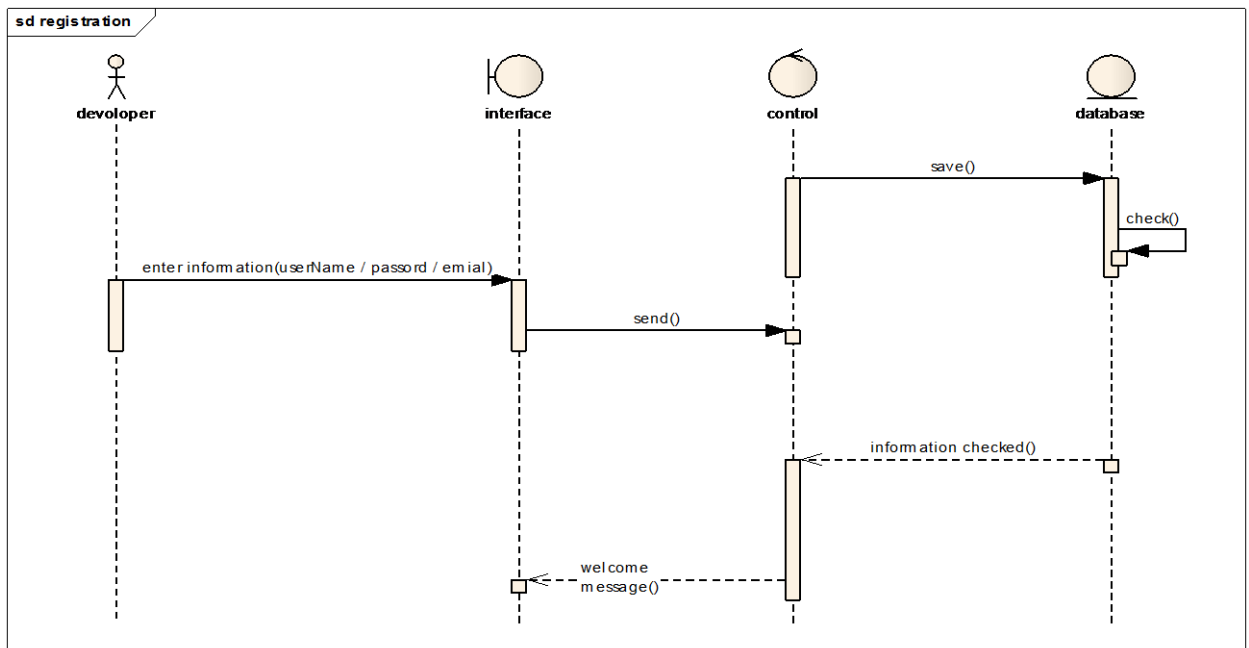 sd registration
devoloper
interface
control
database
save()
check()
enter information(userName / passord / emial)
send()
information checked()
welcome
message()